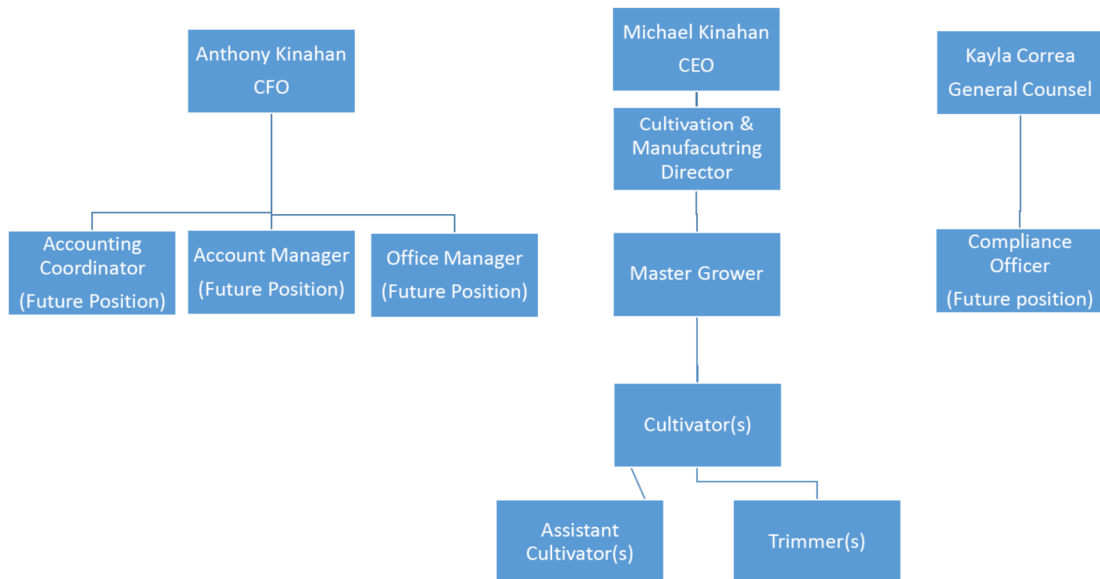 Anthony Kinahan
CFO
Michael Kinahan
CEO
Kayla Correa
General Counsel
Cultivation &
Manufacutring
Director
Accounting
Coordinator
(Future Position)
Account Manager
(Future Position)
Office Manager
(Future Position)
Master Grower
Compliance
Officer
(Future position)
Cultivator(s)
Assistant
Cultivator(s)
Trimmer(s)